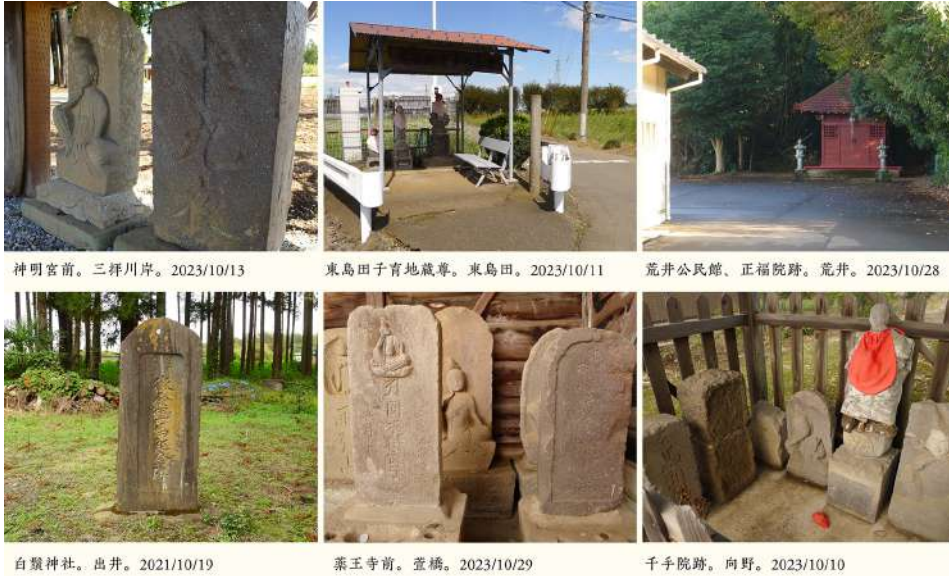 神明宮前。三拝川岸。2023/10/13
東島田子育地蔵尊。東島田。2023/10/11
荒井公民館、正福院跡。荒井。2023/10/28
白鬚神社。出井。2021/10/19
薬王寺前。萱橋。2023/10/29
千手院跡。向野。2023/10/10